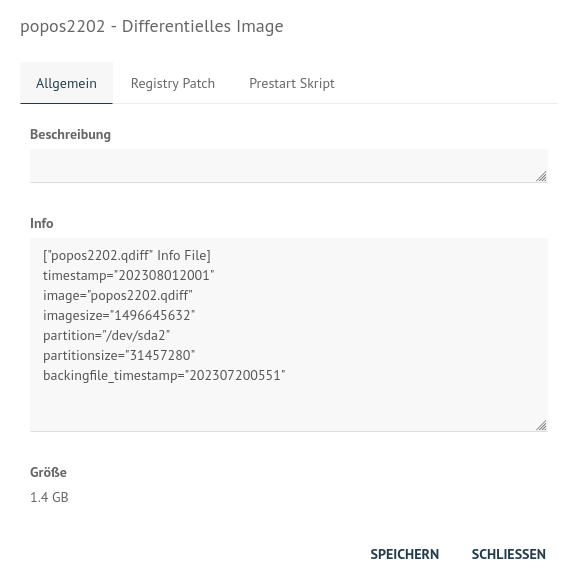 popos2202 - Differentielles Image
Allgemein Registry Patch Prestart Skript
Beschreibung
Info
["popos2202.qdiff" Info File]
timestamp="202308012001"
image="popos2202.qdiff"
imagesize="1496645632"
partition="/dev/sda2"
partitionsize="31457280"
backingfile_timestamp="202307200551"
Größe
1.4 GB
SPEICHERN SCHLIESSEN